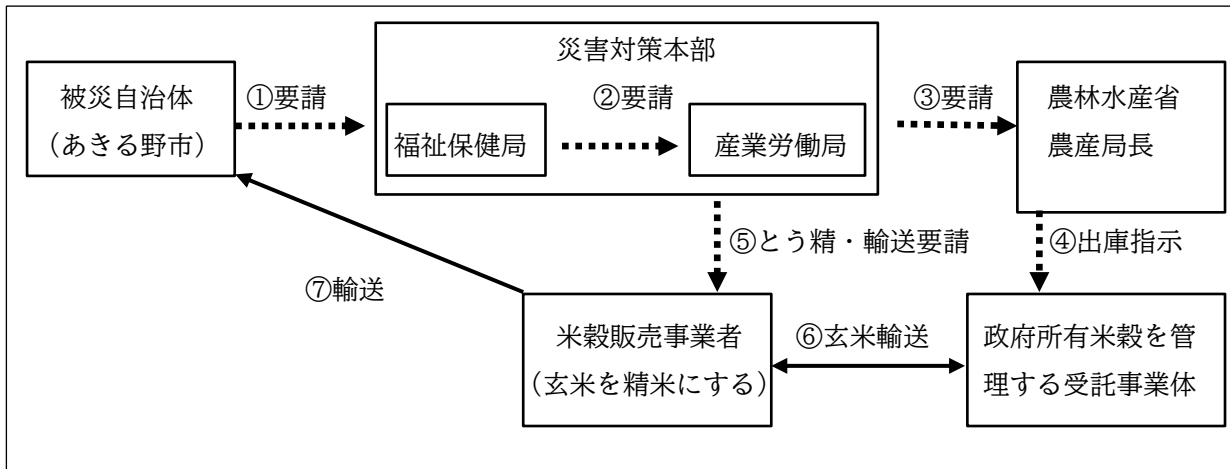 災害対策本部
被災自治体
（あきる野市）
①要請
福祉保健局
②要請
産業労働局
③要請
農林水産省
農産局長
⑤とう精・輸送要請
④出庫指示
⑦輸送
米穀販売事業者
（玄米を精米にする）
⑥玄米輸送
政府所有米穀を管
理する受託事業体